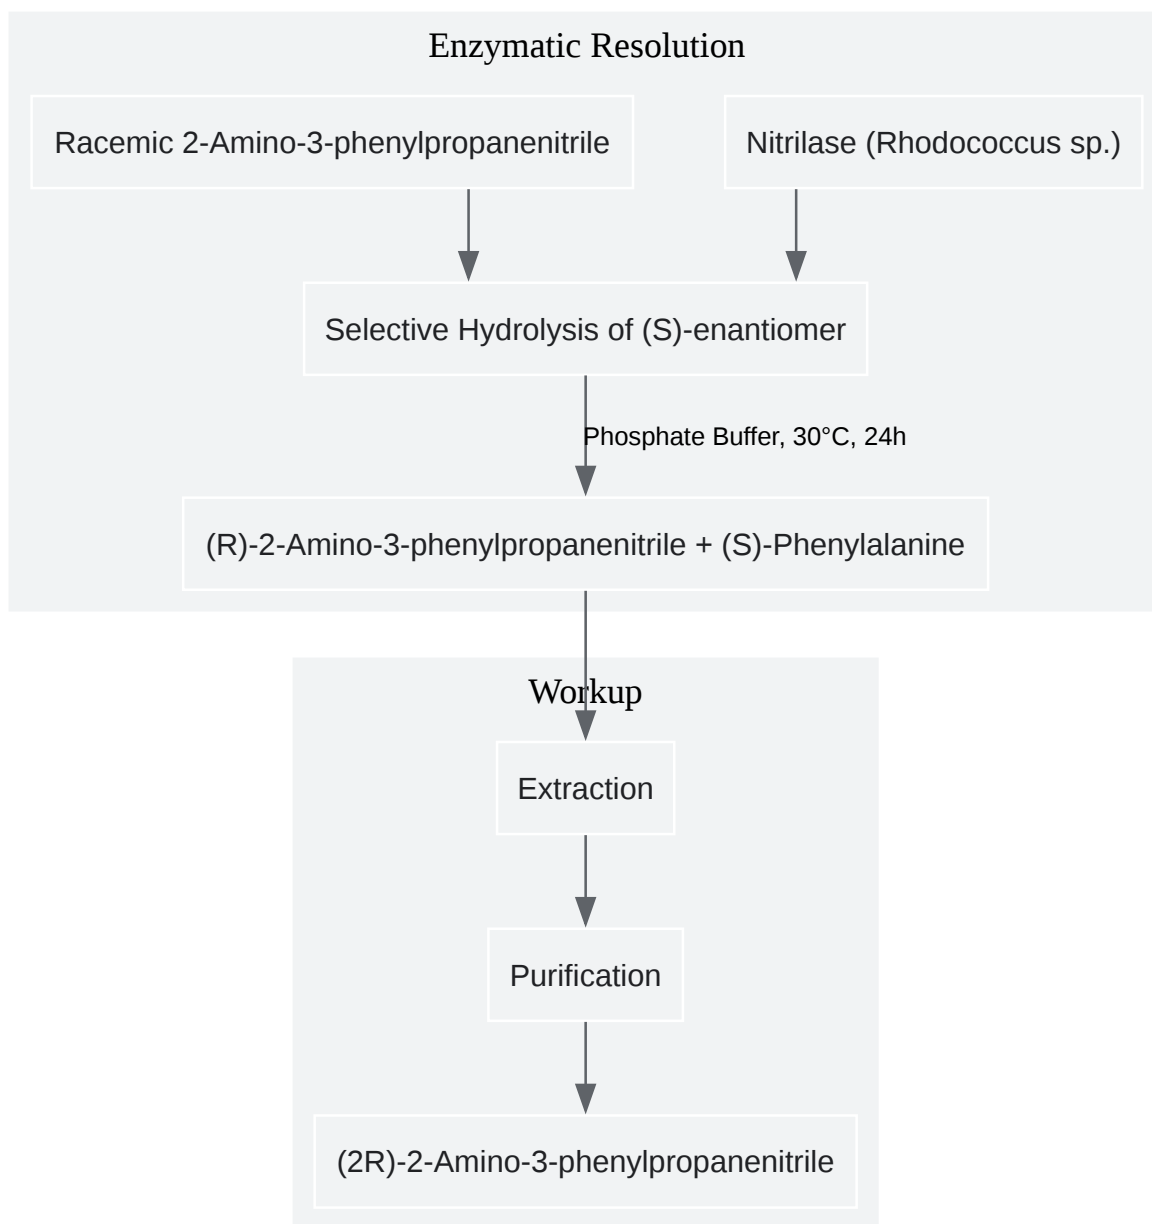 Enzymatic Resolution
Racemic 2-Amino-3-phenylpropanenitrile
Nitrilase (Rhodococcus sp.)
Selective Hydrolysis of (S)-enantiomer
Phosphate Buffer, 30°C, 24h
(R)-2-Amino-3-phenylpropanenitrile + (S)-Phenylalanine
Workup
Extraction
Purification
(2R)-2-Amino-3-phenylpropanenitrile